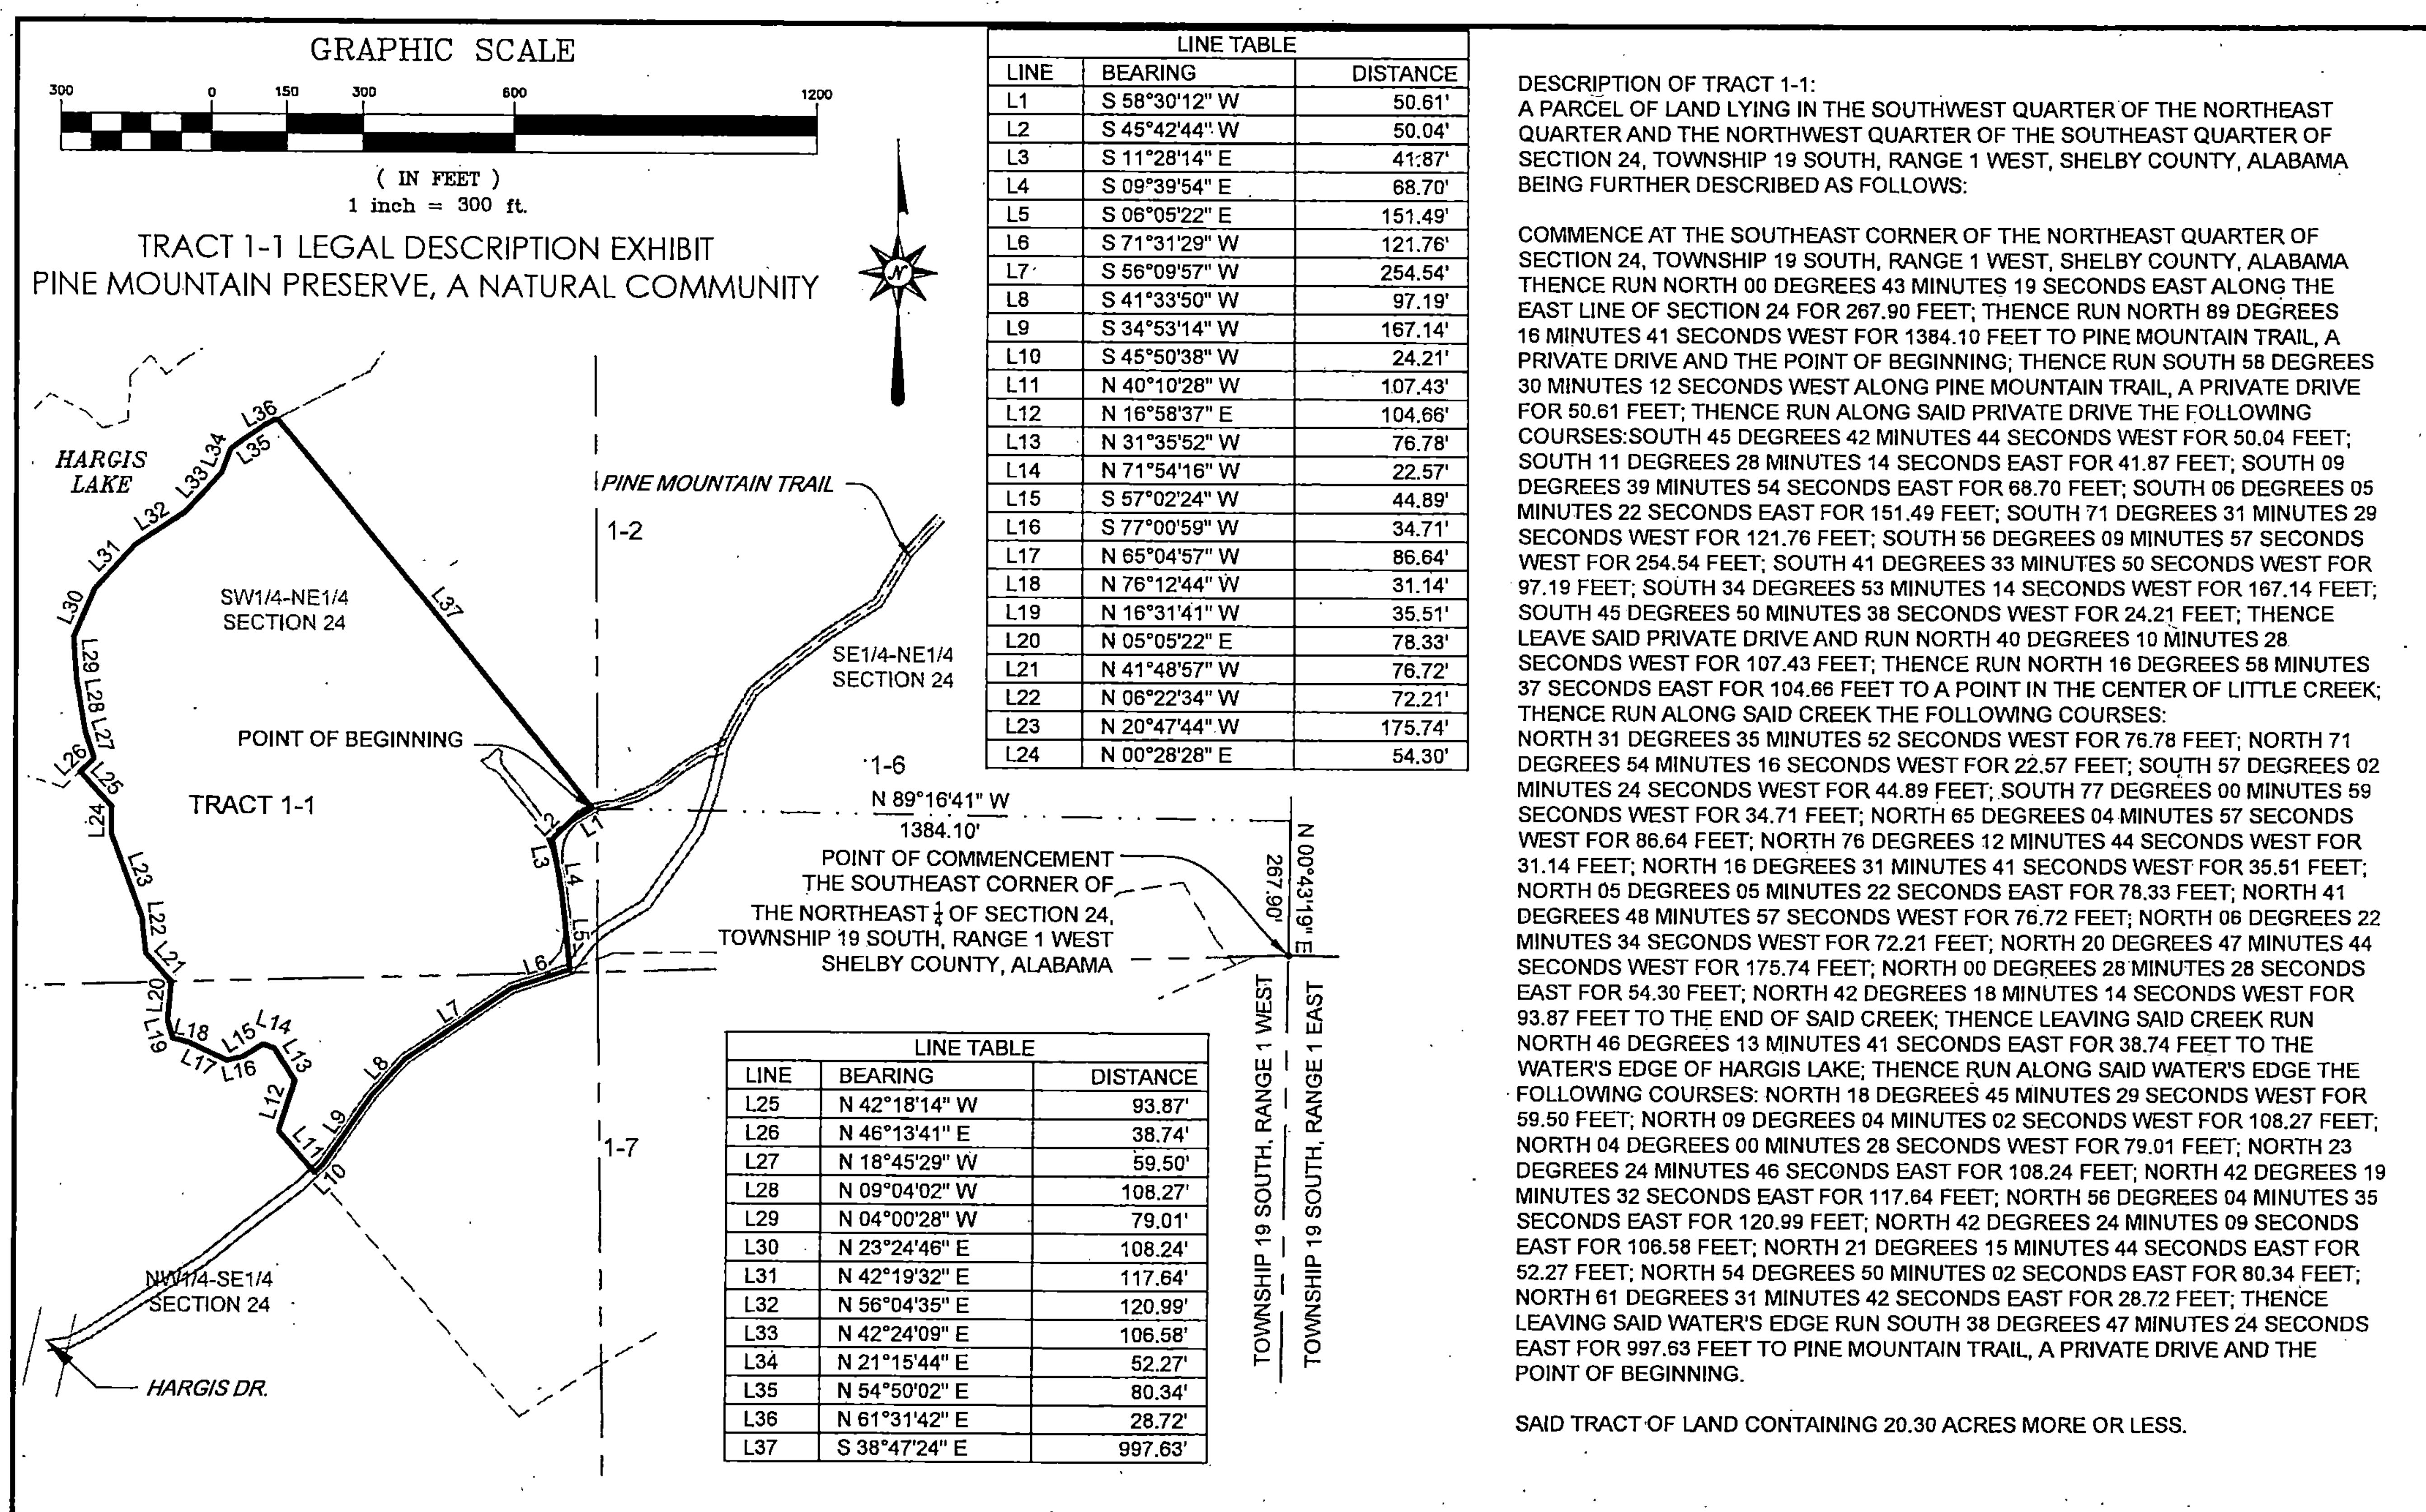 GRAPHIC SCALE
300 0 150 300 600 1200
( IN FEET )
1 inch = 300 ft.
TRACT 1-1 LEGAL DESCRIPTION EXHIBIT
PINE MOUNTAIN PRESERVE, A NATURAL COMMUNITY
N
L36
L35
L34
HARGIS
LAKE
L33
L32
L31
L30
L29
L28
L27
L26
L25
L24
L23
L22
L21
L20
L19
L18
L17
L16
L15
L14
L13
L12
L11
L10
L9
L8
L7
L6
L5
L4
L3
L2
L1
L37
PINE MOUNTAIN TRAIL
1-2
SW1/4-NE1/4
SECTION 24
SE1/4-NE1/4
SECTION 24
POINT OF BEGINNING
TRACT 1-1
1-6
N 89°16'41" W
1384.10'
POINT OF COMMENCEMENT
THE SOUTHEAST CORNER OF
THE NORTHEAST ¼ OF SECTION 24,
TOWNSHIP 19 SOUTH, RANGE 1 WEST
SHELBY COUNTY, ALABAMA
N 00°43'19" E
267.90'
TOWNSHIP 19 SOUTH, RANGE 1 WEST
TOWNSHIP 19 SOUTH, RANGE 1 EAST
1-7
NW1/4-SE1/4
SECTION 24
HARGIS DR.
LINE TABLE
LINE BEARING DISTANCE
L1 S 58°30'12" W 50.61'
L2 S 45°42'44" W 50.04'
L3 S 11°28'14" E 41.87'
L4 S 09°39'54" E 68.70'
L5 S 06°05'22" E 151.49'
L6 S 71°31'29" W 121.76'
L7 S 56°09'57" W 254.54'
L8 S 41°33'50" W 97.19'
L9 S 34°53'14" W 167.14'
L10 S 45°50'38" W 24.21'
L11 N 40°10'28" W 107.43'
L12 N 16°58'37" E 104.66'
L13 N 31°35'52" W 76.78'
L14 N 71°54'16" W 22.57'
L15 S 57°02'24" W 44.89'
L16 S 77°00'59" W 34.71'
L17 N 65°04'57" W 86.64'
L18 N 76°12'44" W 31.14'
L19 N 16°31'41" W 35.51'
L20 N 05°05'22" E 78.33'
L21 N 41°48'57" W 76.72'
L22 N 06°22'34" W 72.21'
L23 N 20°47'44" W 175.74'
L24 N 00°28'28" E 54.30'
LINE TABLE
LINE BEARING DISTANCE
L25 N 42°18'14" W 93.87'
L26 N 46°13'41" E 38.74'
L27 N 18°45'29" W 59.50'
L28 N 09°04'02" W 108.27'
L29 N 04°00'28" W 79.01'
L30 N 23°24'46" E 108.24'
L31 N 42°19'32" E 117.64'
L32 N 56°04'35" E 120.99'
L33 N 42°24'09" E 106.58'
L34 N 21°15'44" E 52.27'
L35 N 54°50'02" E 80.34'
L36 N 61°31'42" E 28.72'
L37 S 38°47'24" E 997.63'
DESCRIPTION OF TRACT 1-1:
A PARCEL OF LAND LYING IN THE SOUTHWEST QUARTER OF THE NORTHEAST
QUARTER AND THE NORTHWEST QUARTER OF THE SOUTHEAST QUARTER OF
SECTION 24, TOWNSHIP 19 SOUTH, RANGE 1 WEST, SHELBY COUNTY, ALABAMA
BEING FURTHER DESCRIBED AS FOLLOWS:
COMMENCE AT THE SOUTHEAST CORNER OF THE NORTHEAST QUARTER OF
SECTION 24, TOWNSHIP 19 SOUTH, RANGE 1 WEST, SHELBY COUNTY, ALABAMA
THENCE RUN NORTH 00 DEGREES 43 MINUTES 19 SECONDS EAST ALONG THE
EAST LINE OF SECTION 24 FOR 267.90 FEET; THENCE RUN NORTH 89 DEGREES
16 MINUTES 41 SECONDS WEST FOR 1384.10 FEET TO PINE MOUNTAIN TRAIL, A
PRIVATE DRIVE AND THE POINT OF BEGINNING; THENCE RUN SOUTH 58 DEGREES
30 MINUTES 12 SECONDS WEST ALONG PINE MOUNTAIN TRAIL, A PRIVATE DRIVE
FOR 50.61 FEET; THENCE RUN ALONG SAID PRIVATE DRIVE THE FOLLOWING
COURSES:SOUTH 45 DEGREES 42 MINUTES 44 SECONDS WEST FOR 50.04 FEET;
SOUTH 11 DEGREES 28 MINUTES 14 SECONDS EAST FOR 41.87 FEET; SOUTH 09
DEGREES 39 MINUTES 54 SECONDS EAST FOR 68.70 FEET; SOUTH 06 DEGREES 05
MINUTES 22 SECONDS EAST FOR 151.49 FEET; SOUTH 71 DEGREES 31 MINUTES 29
SECONDS WEST FOR 121.76 FEET; SOUTH 56 DEGREES 09 MINUTES 57 SECONDS
WEST FOR 254.54 FEET; SOUTH 41 DEGREES 33 MINUTES 50 SECONDS WEST FOR
97.19 FEET; SOUTH 34 DEGREES 53 MINUTES 14 SECONDS WEST FOR 167.14 FEET;
SOUTH 45 DEGREES 50 MINUTES 38 SECONDS WEST FOR 24.21 FEET; THENCE
LEAVE SAID PRIVATE DRIVE AND RUN NORTH 40 DEGREES 10 MINUTES 28
SECONDS WEST FOR 107.43 FEET; THENCE RUN NORTH 16 DEGREES 58 MINUTES
37 SECONDS EAST FOR 104.66 FEET TO A POINT IN THE CENTER OF LITTLE CREEK;
THENCE RUN ALONG SAID CREEK THE FOLLOWING COURSES:
NORTH 31 DEGREES 35 MINUTES 52 SECONDS WEST FOR 76.78 FEET; NORTH 71
DEGREES 54 MINUTES 16 SECONDS WEST FOR 22.57 FEET; SOUTH 57 DEGREES 02
MINUTES 24 SECONDS WEST FOR 44.89 FEET; SOUTH 77 DEGREES 00 MINUTES 59
SECONDS WEST FOR 34.71 FEET; NORTH 65 DEGREES 04 MINUTES 57 SECONDS
WEST FOR 86.64 FEET; NORTH 76 DEGREES 12 MINUTES 44 SECONDS WEST FOR
31.14 FEET; NORTH 16 DEGREES 31 MINUTES 41 SECONDS WEST FOR 35.51 FEET;
NORTH 05 DEGREES 05 MINUTES 22 SECONDS EAST FOR 78.33 FEET; NORTH 41
DEGREES 48 MINUTES 57 SECONDS WEST FOR 76.72 FEET; NORTH 06 DEGREES 22
MINUTES 34 SECONDS WEST FOR 72.21 FEET; NORTH 20 DEGREES 47 MINUTES 44
SECONDS WEST FOR 175.74 FEET; NORTH 00 DEGREES 28 MINUTES 28 SECONDS
EAST FOR 54.30 FEET; NORTH 42 DEGREES 18 MINUTES 14 SECONDS WEST FOR
93.87 FEET TO THE END OF SAID CREEK; THENCE LEAVING SAID CREEK RUN
NORTH 46 DEGREES 13 MINUTES 41 SECONDS EAST FOR 38.74 FEET TO THE
WATER'S EDGE OF HARGIS LAKE; THENCE RUN ALONG SAID WATER'S EDGE THE
FOLLOWING COURSES: NORTH 18 DEGREES 45 MINUTES 29 SECONDS WEST FOR
59.50 FEET; NORTH 09 DEGREES 04 MINUTES 02 SECONDS WEST FOR 108.27 FEET;
NORTH 04 DEGREES 00 MINUTES 28 SECONDS WEST FOR 79.01 FEET; NORTH 23
DEGREES 24 MINUTES 46 SECONDS EAST FOR 108.24 FEET; NORTH 42 DEGREES 19
MINUTES 32 SECONDS EAST FOR 117.64 FEET; NORTH 56 DEGREES 04 MINUTES 35
SECONDS EAST FOR 120.99 FEET; NORTH 42 DEGREES 24 MINUTES 09 SECONDS
EAST FOR 106.58 FEET; NORTH 21 DEGREES 15 MINUTES 44 SECONDS EAST FOR
52.27 FEET; NORTH 54 DEGREES 50 MINUTES 02 SECONDS EAST FOR 80.34 FEET;
NORTH 61 DEGREES 31 MINUTES 42 SECONDS EAST FOR 28.72 FEET; THENCE
LEAVING SAID WATER'S EDGE RUN SOUTH 38 DEGREES 47 MINUTES 24 SECONDS
EAST FOR 997.63 FEET TO PINE MOUNTAIN TRAIL, A PRIVATE DRIVE AND THE
POINT OF BEGINNING.
SAID TRACT OF LAND CONTAINING 20.30 ACRES MORE OR LESS.